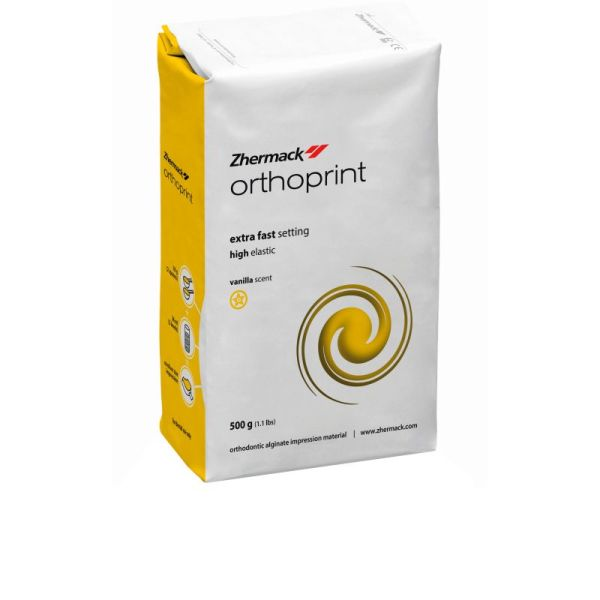 Zhermack
orthoprint
extra fast setting
high elastic
vanilla scent
500 g (1.1 lbs)
orthodontic alginate impression material | www.zhermack.com